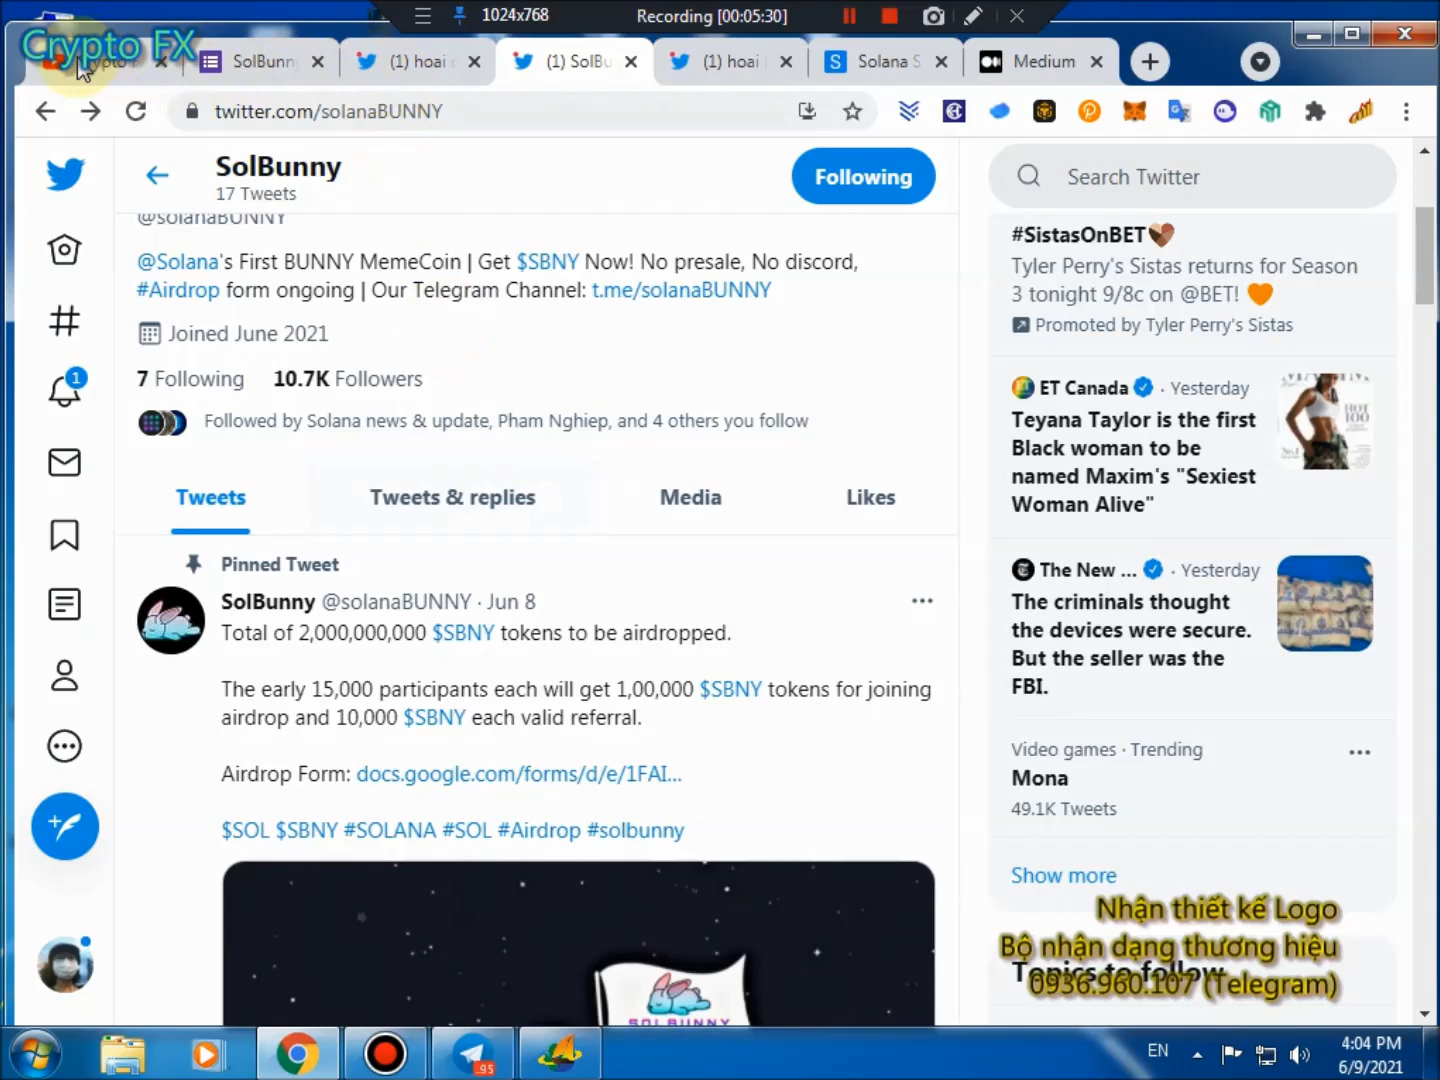 1024x768
Recording [00:05:30]
Crypto FX
SolBunn
(1) hoai
(1) SolBu
(1) hoai
Solana S
Medium
twitter.com/solanaBUNNY
SolBunny
17 Tweets
Following
Search Twitter
@solanaBUNNY
@Solana's First BUNNY MemeCoin | Get $SBNY Now! No presale, No discord,
#Airdrop form ongoing | Our Telegram Channel: t.me/solanaBUNNY
Joined June 2021
7 Following 10.7K Followers
Followed by Solana news & update, Pham Nghiep, and 4 others you follow
Tweets Tweets & replies Media Likes
Pinned Tweet
SolBunny @solanaBUNNY · Jun 8
Total of 2,000,000,000 $SBNY tokens to be airdropped.
The early 15,000 participants each will get 1,00,000 $SBNY tokens for joining
airdrop and 10,000 $SBNY each valid referral.
Airdrop Form: docs.google.com/forms/d/e/1FAI...
$SOL $SBNY #SOLANA #SOL #Airdrop #solbunny
SOLBUNNY
#SistasOnBET
Tyler Perry's Sistas returns for Season
3 tonight 9/8c on @BET!
Promoted by Tyler Perry's Sistas
ET Canada · Yesterday
Teyana Taylor is the first
Black woman to be
named Maxim's "Sexiest
Woman Alive"
HOT
100
The New ... · Yesterday
The criminals thought
the devices were secure.
But the seller was the
FBI.
Video games · Trending
Mona
49.1K Tweets
Show more
Nhận thiết kế Logo
Bộ nhận dạng thương hiệu
Topics to follow
0936.960.107 (Telegram)
1
.95
EN
4:04 PM
6/9/2021